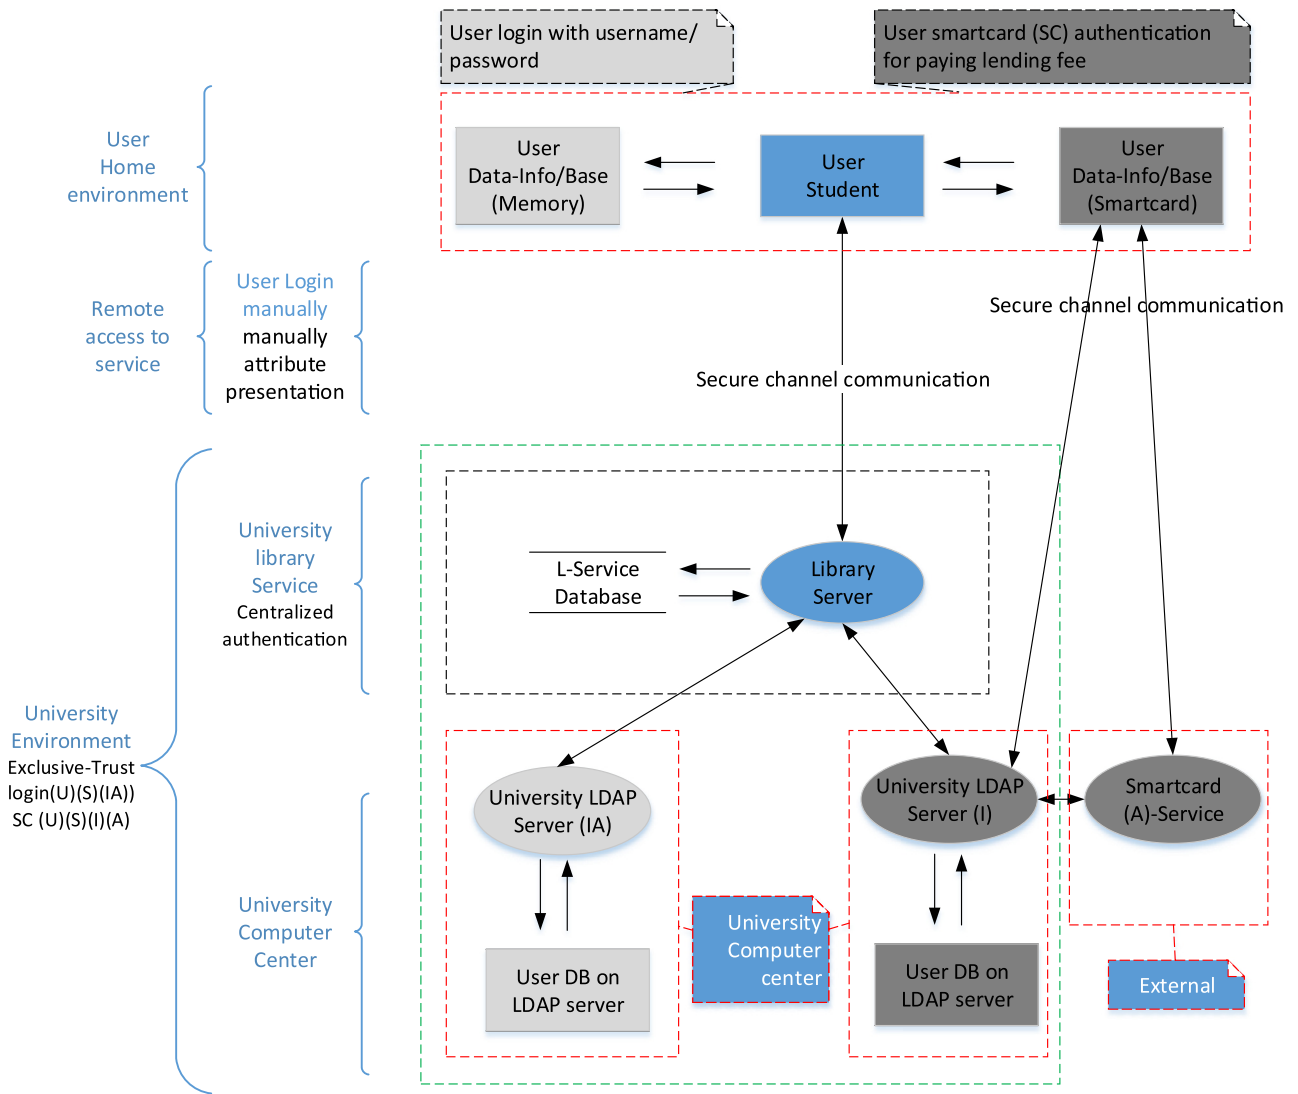 User login with username/
password
User smartcard (SC) authentication
for paying lending fee
User
Home
environment
User
Data-Info/Base
(Memory)
User
Student
User
Data-Info/Base
(Smartcard)
Remote
access to
service
User Login
manually
manually
attribute
presentation
Secure channel communication
Secure channel communication
University
library
Service
Centralized
authentication
L-Service
Database
Library
Server
University
Environment
Exclusive-Trust
login(U)(S)(IA))
SC (U)(S)(I)(A)
University LDAP
Server (IA)
University LDAP
Server (I)
Smartcard
(A)-Service
University
Computer
Center
University
Computer
center
User DB on
LDAP server
User DB on
LDAP server
External